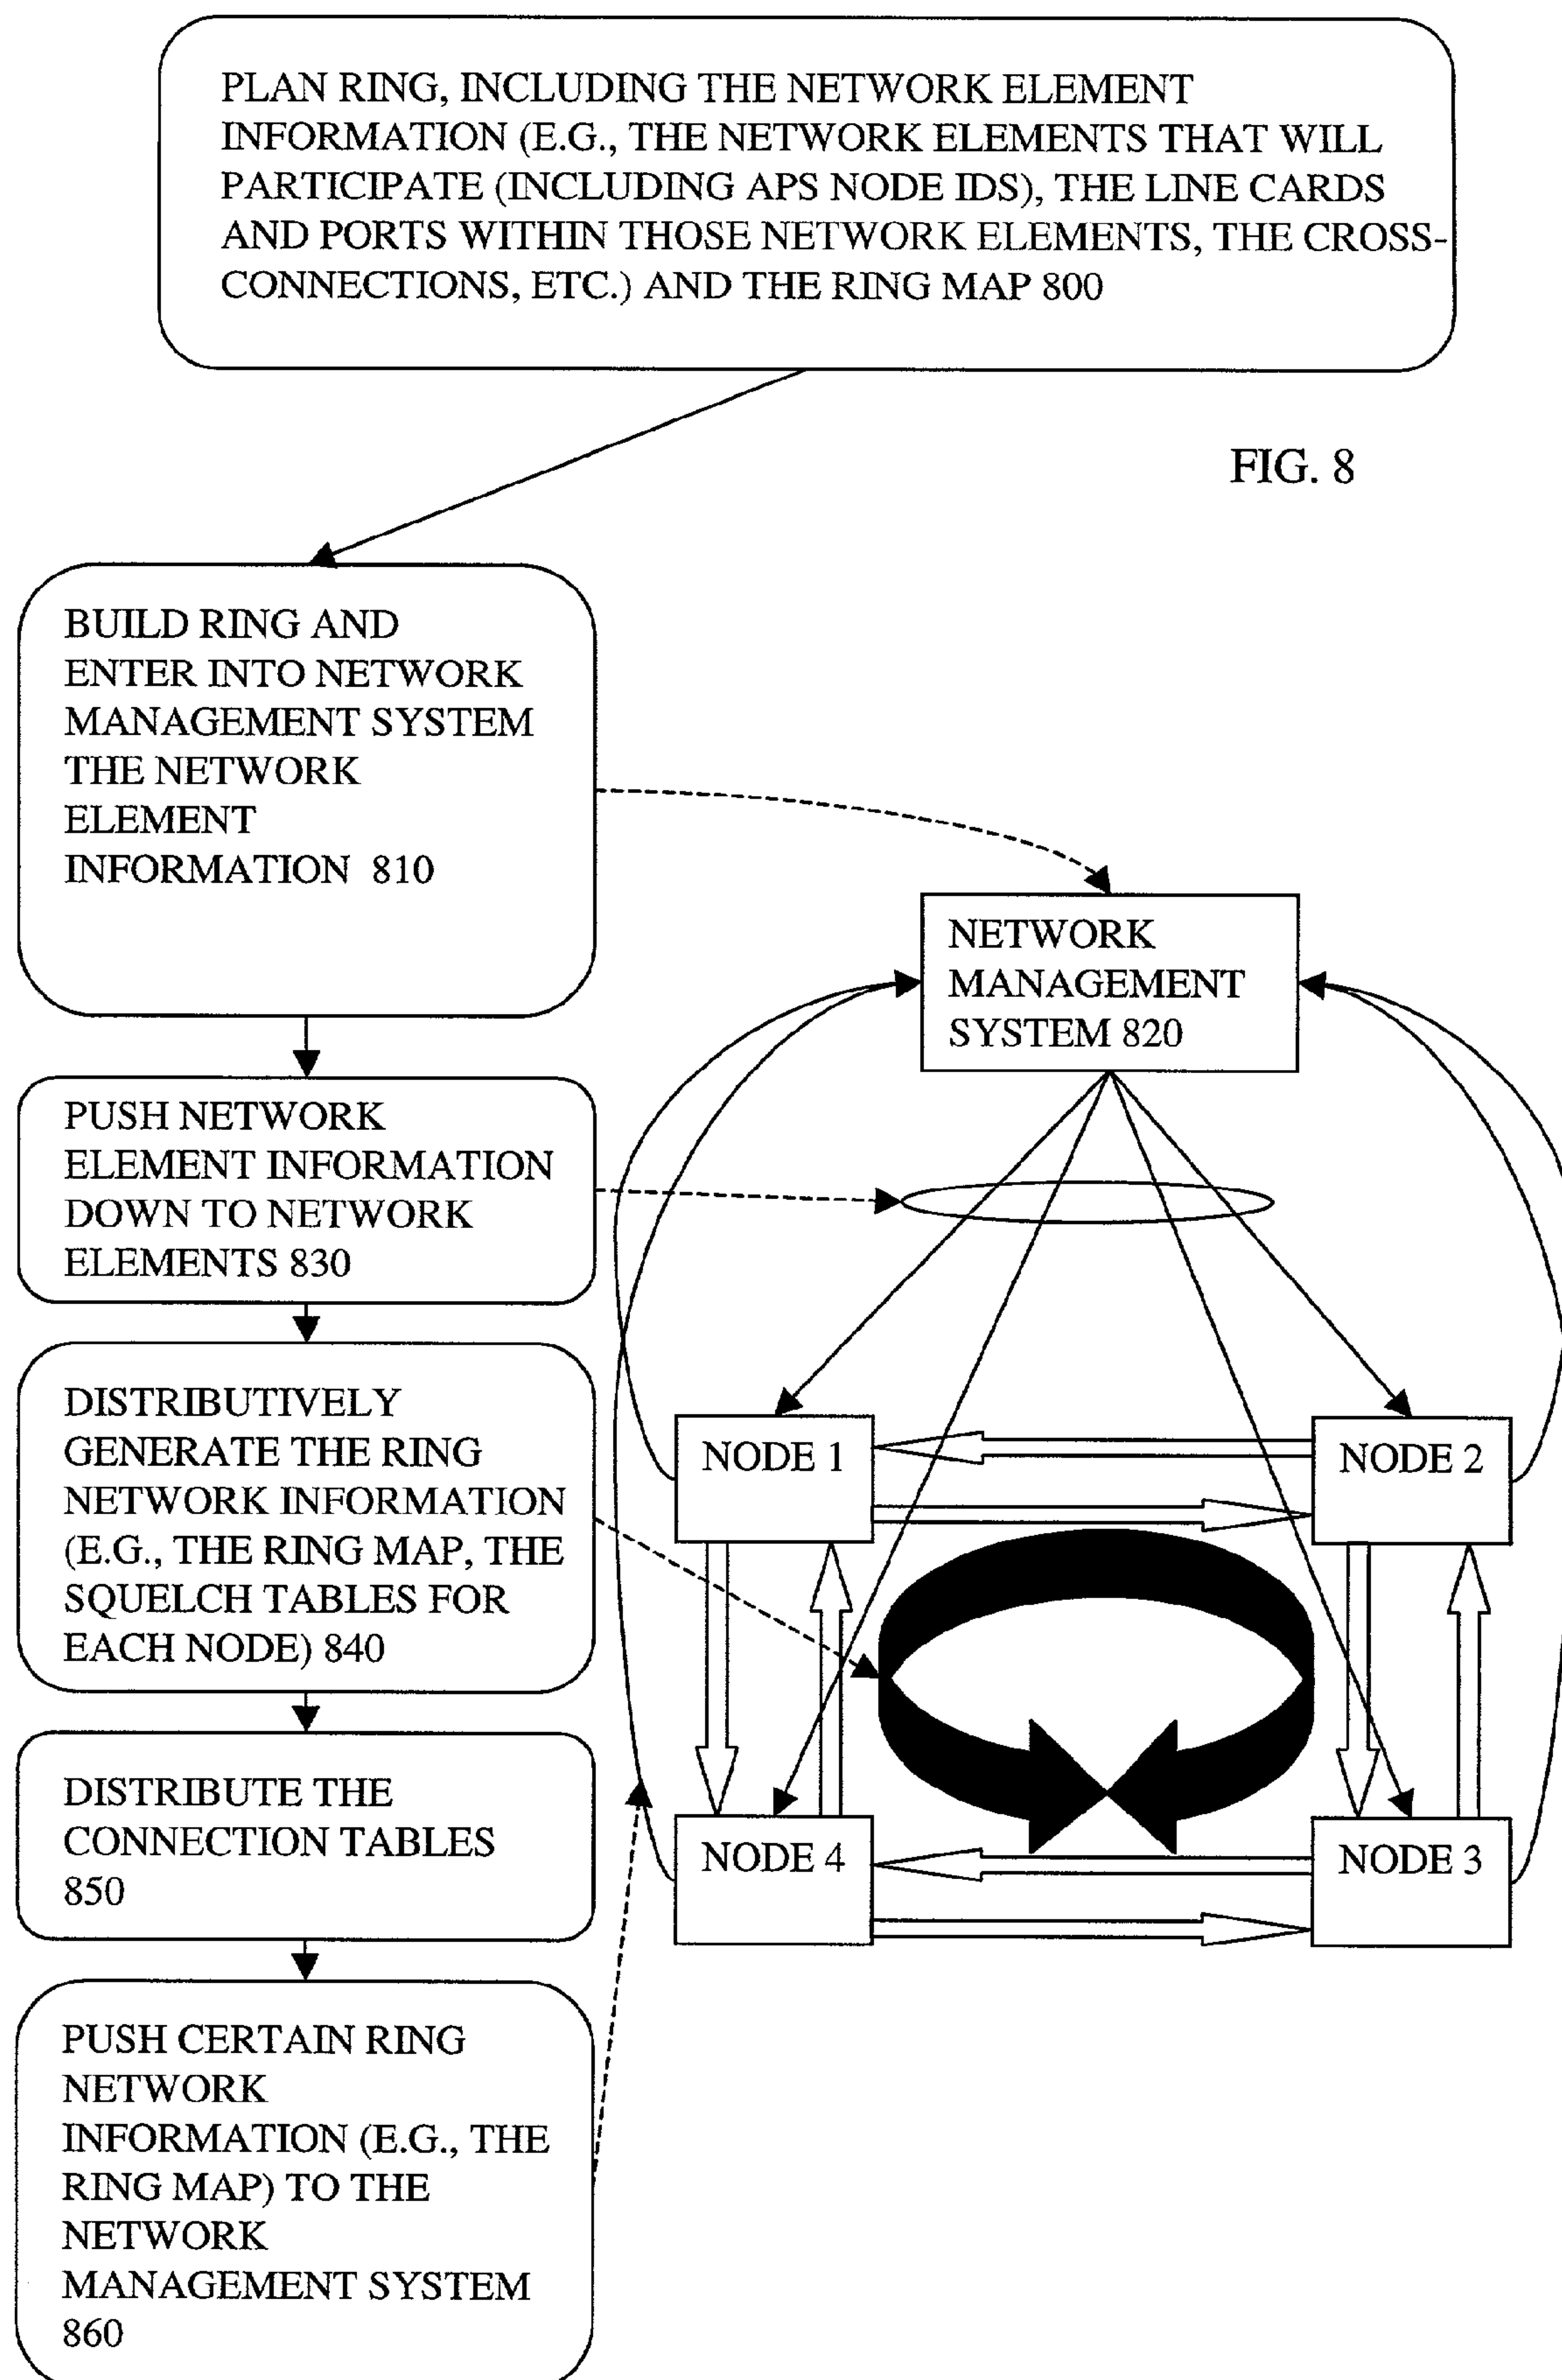 PLAN RING, INCLUDING THE NETWORK ELEMENT
INFORMATION (E.G., THE NETWORK ELEMENTS THAT WILL
PARTICIPATE (INCLUDING APS NODE IDS), THE LINE CARDS
AND PORTS WITHIN THOSE NETWORK ELEMENTS, THE CROSS-
CONNECTIONS, ETC.) AND THE RING MAP 800
FIG. 8
BUILD RING AND
ENTER INTO NETWORK
MANAGEMENT SYSTEM
THE NETWORK
ELEMENT
INFORMATION 810
NETWORK
MANAGEMENT
SYSTEM 820
PUSH NETWORK
ELEMENT INFORMATION
DOWN TO NETWORK
ELEMENTS 830
DISTRIBUTIVELY
GENERATE THE RING
NETWORK INFORMATION
(E.G., THE RING MAP, THE
SQUELCH TABLES FOR
EACH NODE) 840
NODE 1
NODE 2
DISTRIBUTE THE
CONNECTION TABLES
850
NODE 4
NODE 3
PUSH CERTAIN RING
NETWORK
INFORMATION (E.G., THE
RING MAP) TO THE
NETWORK
MANAGEMENT SYSTEM
860